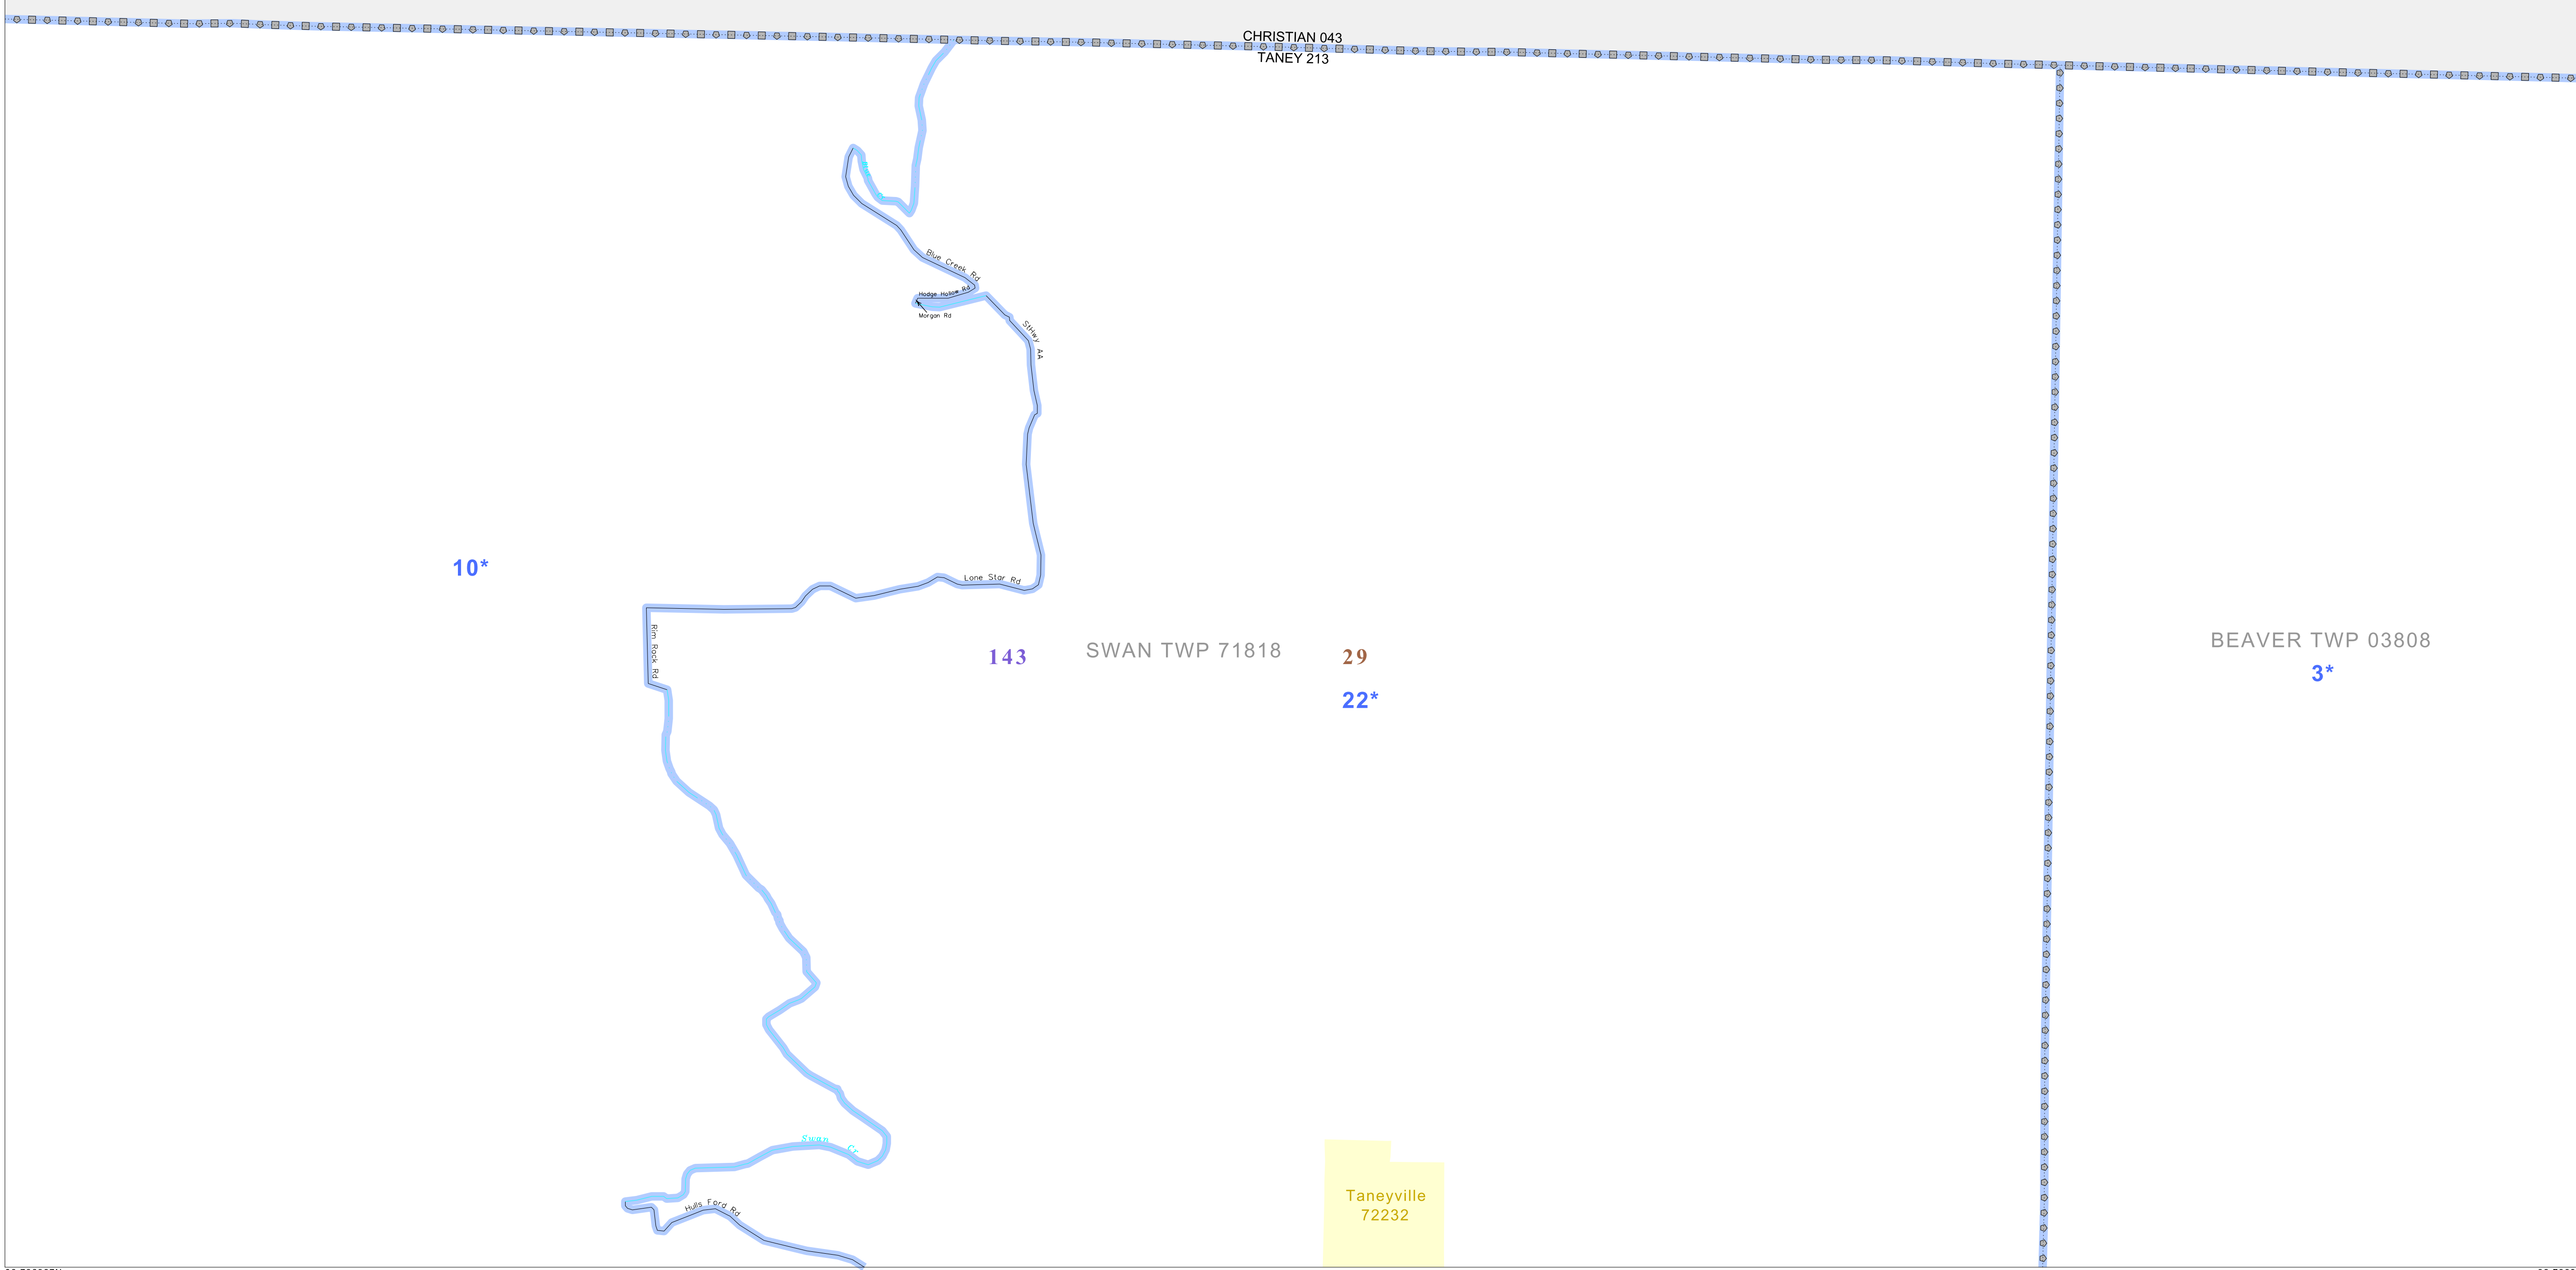 CHRISTIAN 043
TANEY 213
Blue Creek Rd
Hodge Hollow Rd
Morgan Rd
StHwy AA
10*
Lone Star Rd
Rim Rock Rd
143
SWAN TWP 71818
29
22*
BEAVER TWP 03808
3*
Swan Cr
Hulls Ford Rd
Taneyville
72232